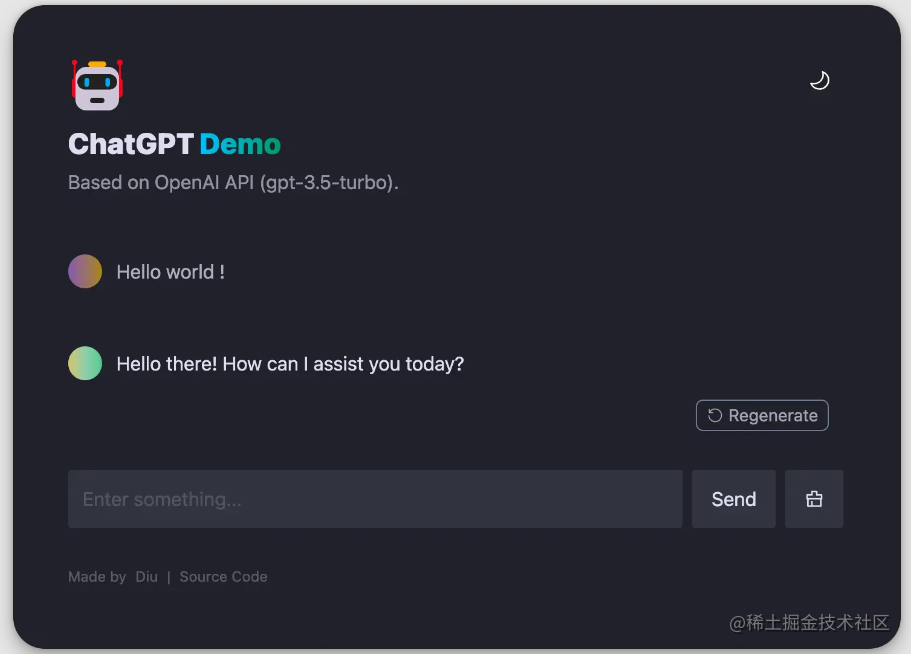 ChatGPT Demo
Based on OpenAI API (gpt-3.5-turbo).
Hello world !
Hello there! How can I assist you today?
Regenerate
Enter something...
Send
Made by Diu | Source Code
@稀土掘金技术社区